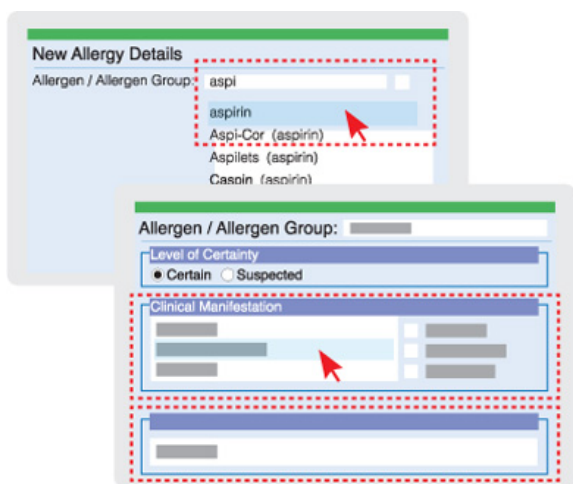 New Allergy Details
Allergen / Allergen Group: aspi
aspirin
Aspi-Cor (aspirin)
Aspilets (aspirin)
Caspin (aspirin)
Allergen / Allergen Group:
Level of Certainty
Certain Suspected
Clinical Manifestation